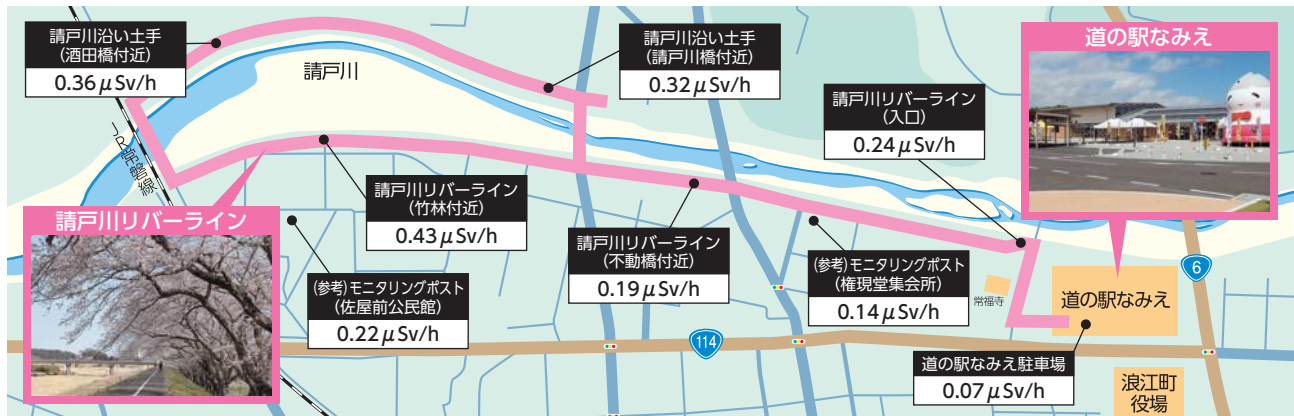 請戸川沿い土手
(酒田橋付近)
0.36μSv/h
請戸川
請戸川沿い土手
(請戸川橋付近)
0.32μSv/h
道の駅なみえ
請戸川リバーライン
(入口)
0.24μSv/h
JR常磐線
請戸川リバーライン
(竹林付近)
0.43μSv/h
請戸川リバーライン
請戸川リバーライン
(不動橋付近)
0.19μSv/h
(参考)モニタリングポスト
(権現堂集会所)
0.14μSv/h
(参考)モニタリングポスト
(佐屋前公民館)
0.22μSv/h
常福寺
道の駅なみえ
6
114
道の駅なみえ駐車場
0.07μSv/h
浪江町
役場